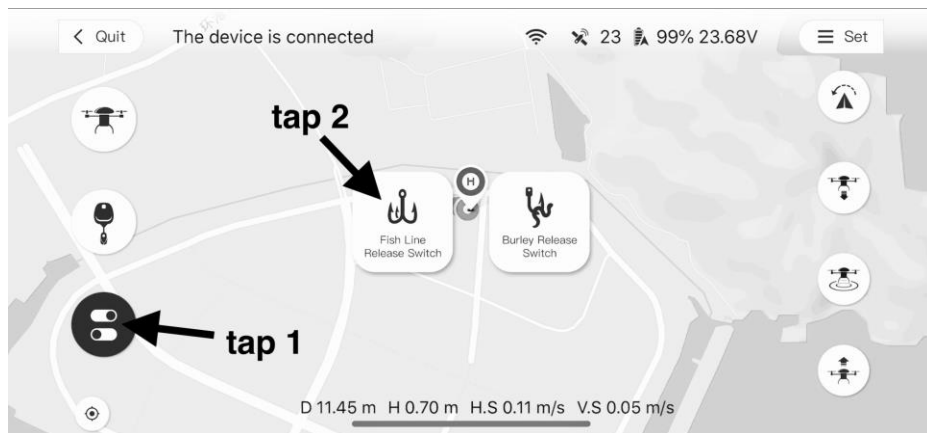 Quit
The device is connected
23
99% 23.68V
Set
tap 2
H
Fish Line
Release Switch
Burley Release
Switch
tap 1
D 11.45 m H 0.70 m H.S 0.11 m/s V.S 0.05 m/s